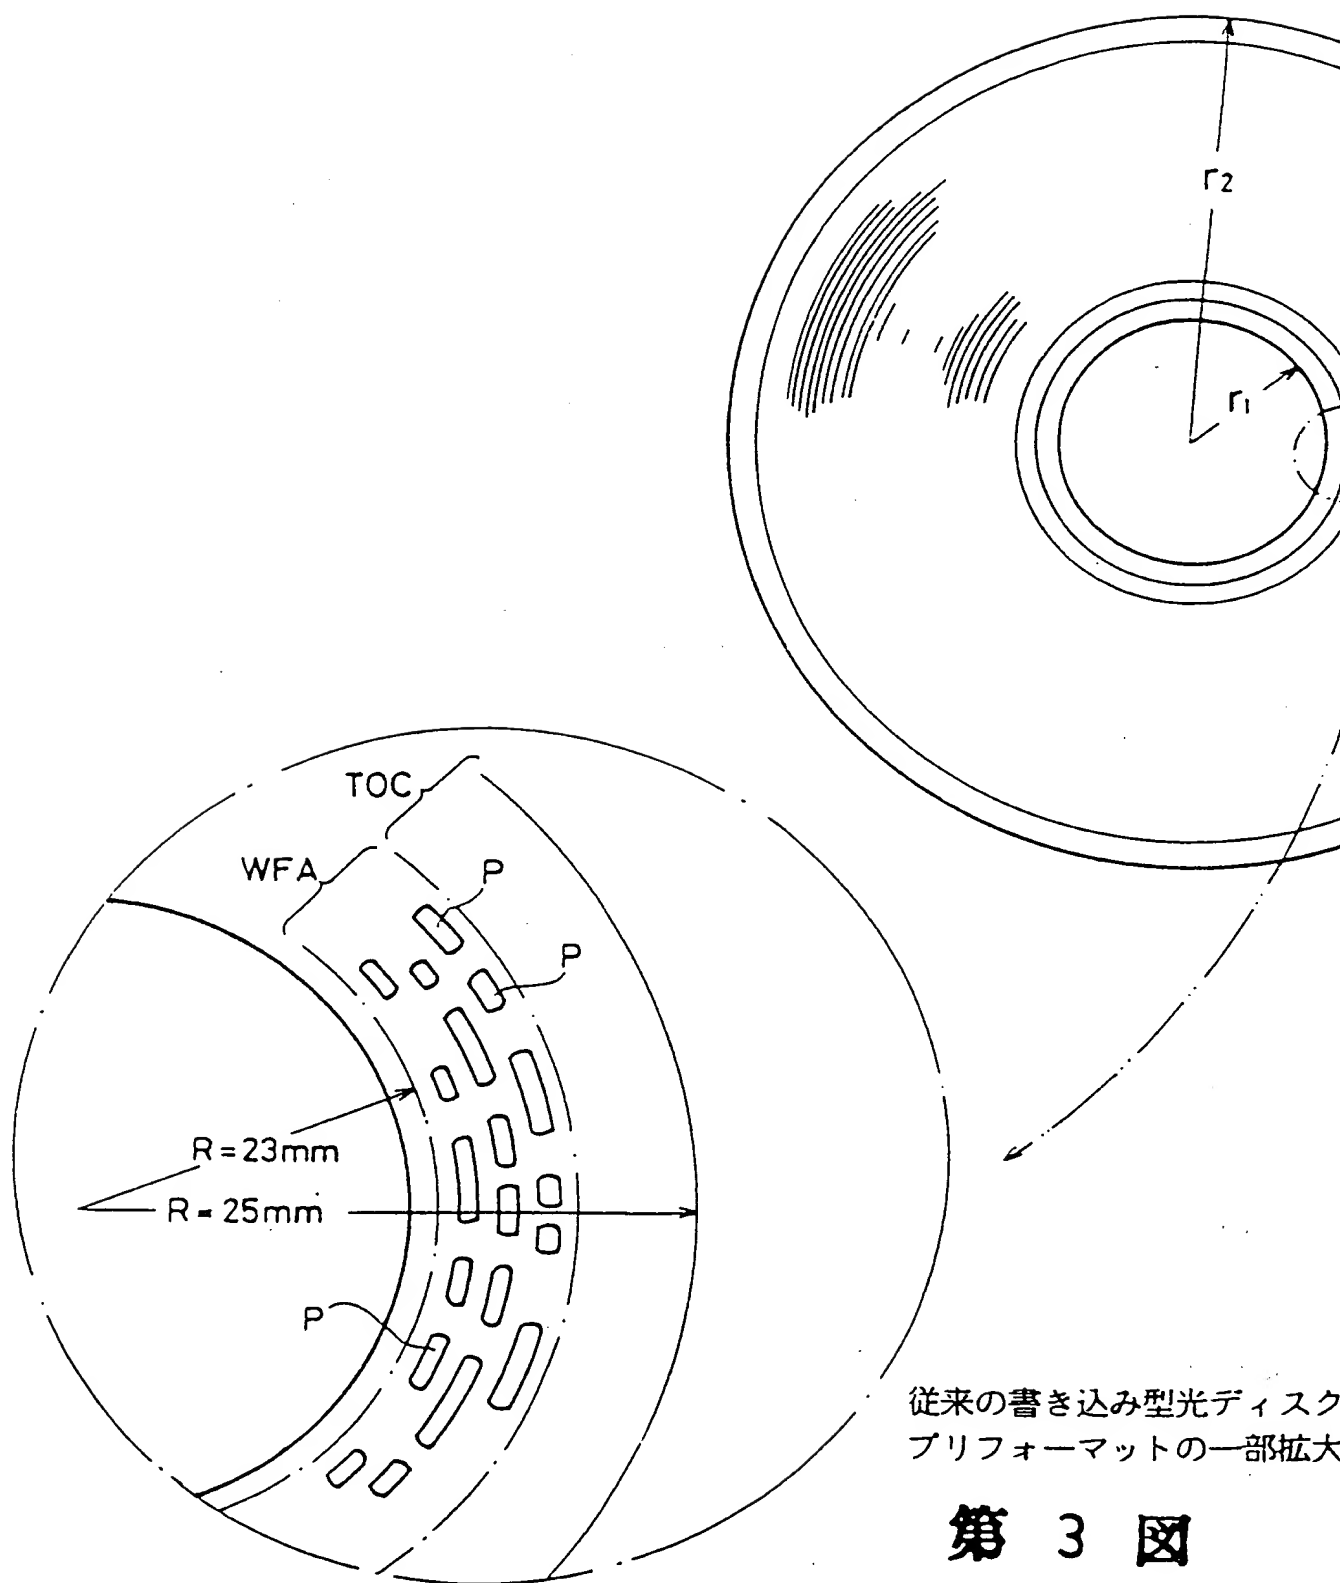 r2
r1
TOC
WFA
P
P
R=23mm
R=25mm
P
従来の書き込み型光ディスク
プリフォーマットの一部拡大
第 3 図